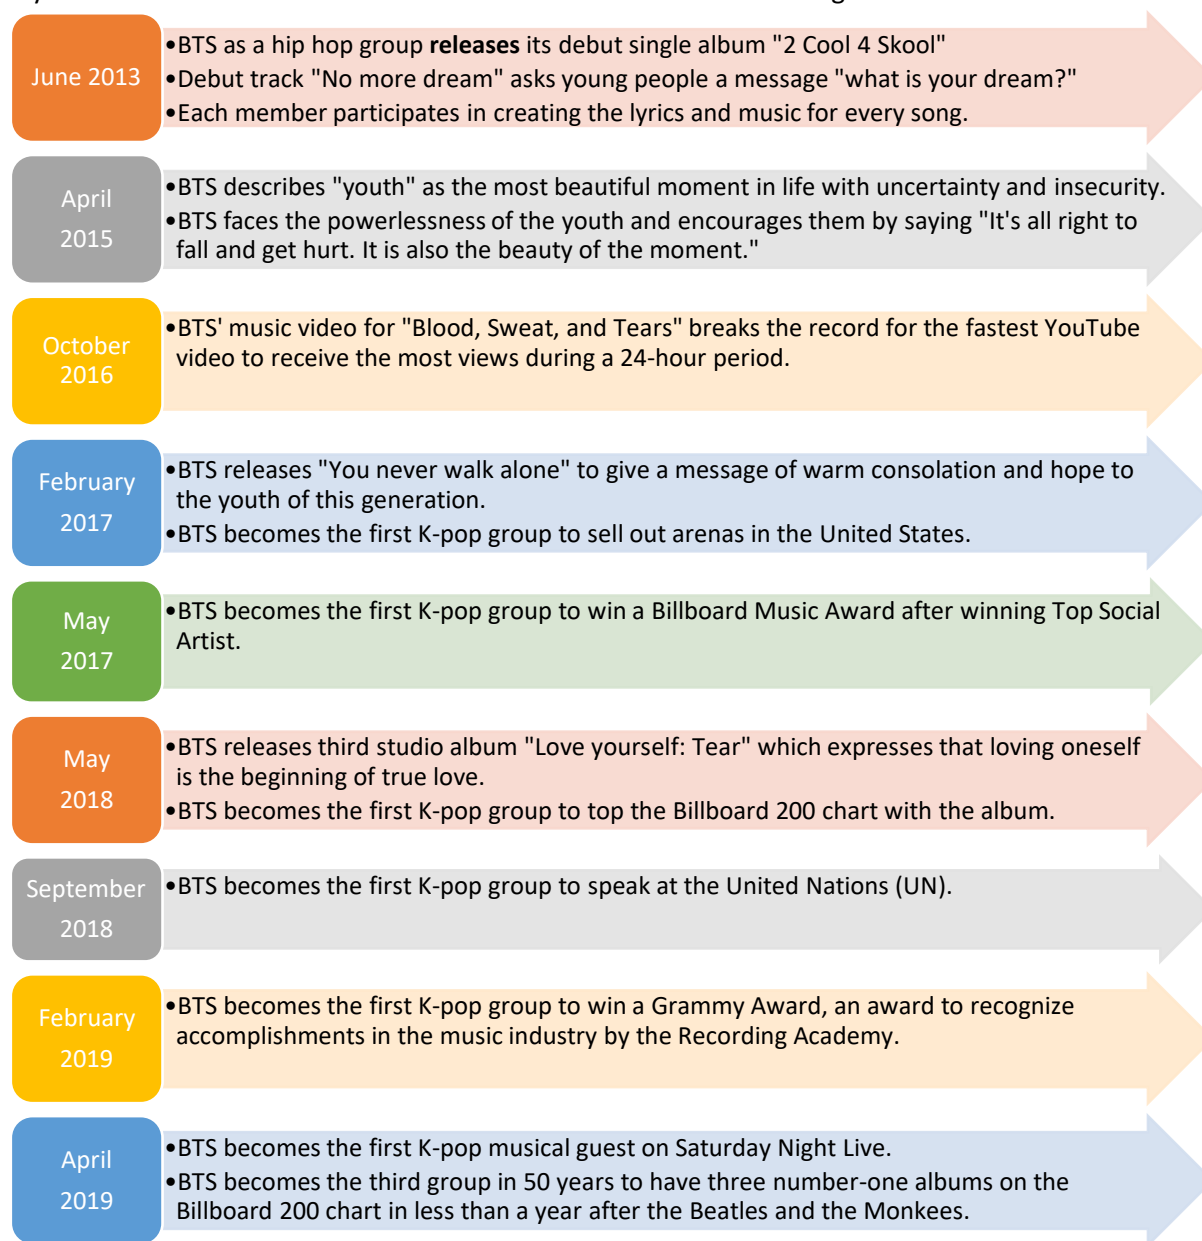 June 2013
•BTS as a hip hop group releases its debut single album "2 Cool 4 Skool"
•Debut track "No more dream" asks young people a message "what is your dream?"
•Each member participates in creating the lyrics and music for every song.
April
2015
•BTS describes "youth" as the most beautiful moment in life with uncertainty and insecurity.
•BTS faces the powerlessness of the youth and encourages them by saying "It's all right to
fall and get hurt. It is also the beauty of the moment."
October
2016
•BTS' music video for "Blood, Sweat, and Tears" breaks the record for the fastest YouTube
video to receive the most views during a 24-hour period.
February
2017
•BTS releases "You never walk alone" to give a message of warm consolation and hope to
the youth of this generation.
•BTS becomes the first K-pop group to sell out arenas in the United States.
May
2017
•BTS becomes the first K-pop group to win a Billboard Music Award after winning Top Social
Artist.
May
2018
•BTS releases third studio album "Love yourself: Tear" which expresses that loving oneself
is the beginning of true love.
•BTS becomes the first K-pop group to top the Billboard 200 chart with the album.
September
2018
•BTS becomes the first K-pop group to speak at the United Nations (UN).
February
2019
•BTS becomes the first K-pop group to win a Grammy Award, an award to recognize
accomplishments in the music industry by the Recording Academy.
April
2019
•BTS becomes the first K-pop musical guest on Saturday Night Live.
•BTS becomes the third group in 50 years to have three number-one albums on the
Billboard 200 chart in less than a year after the Beatles and the Monkees.